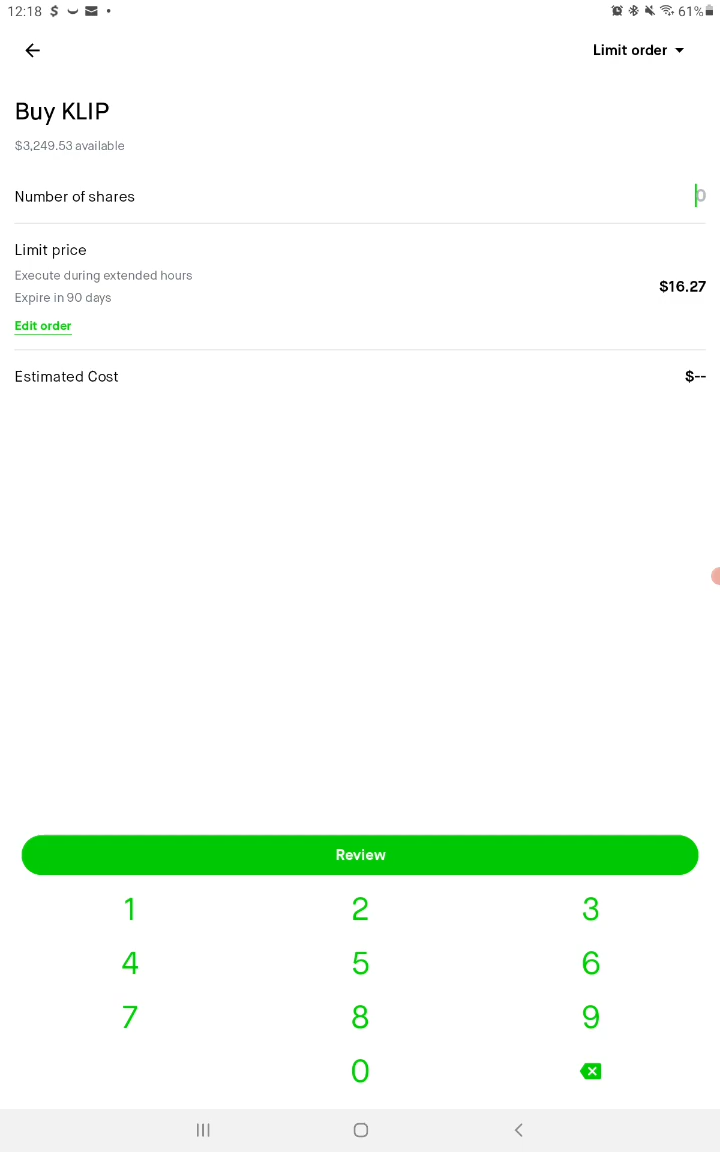 12:18 $ 61%
Limit order
Buy KLIP
$3,249.53 available
Number of shares 0
Limit price
Execute during extended hours
$16.27
Expire in 90 days
Edit order
Estimated Cost $--
Review
1 2 3
4 5 6
7 8 9
0